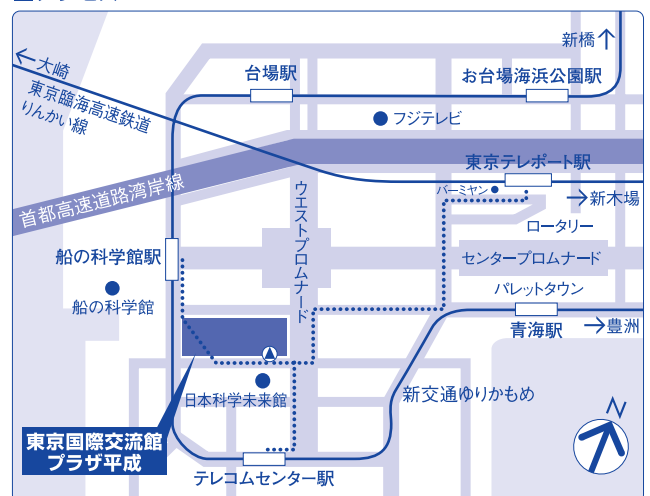 新橋
大崎
台場駅
お台場海浜公園駅
東京臨海高速鉄道
りんかい線
フジテレビ
東京テレポート駅
バーミヤン
新木場
首都高速道路湾岸線
ウエストプロムナード
ロータリー
船の科学館駅
センタープロムナード
船の科学館
パレットタウン
青海駅
豊洲
日本科学未来館
新交通ゆりかもめ
N
東京国際交流館
プラザ平成
テレコムセンター駅